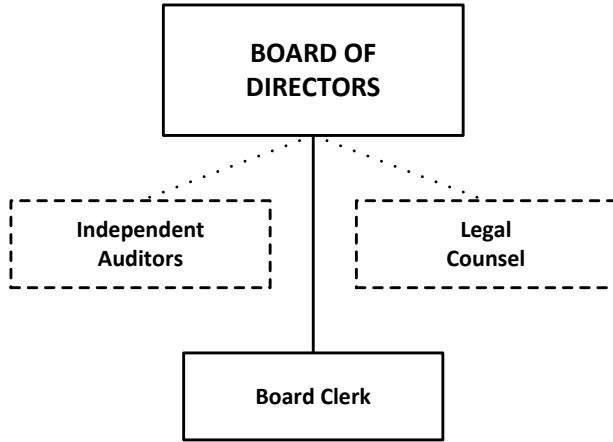 BOARD OF
DIRECTORS
Independent
Auditors
Legal
Counsel
Board Clerk